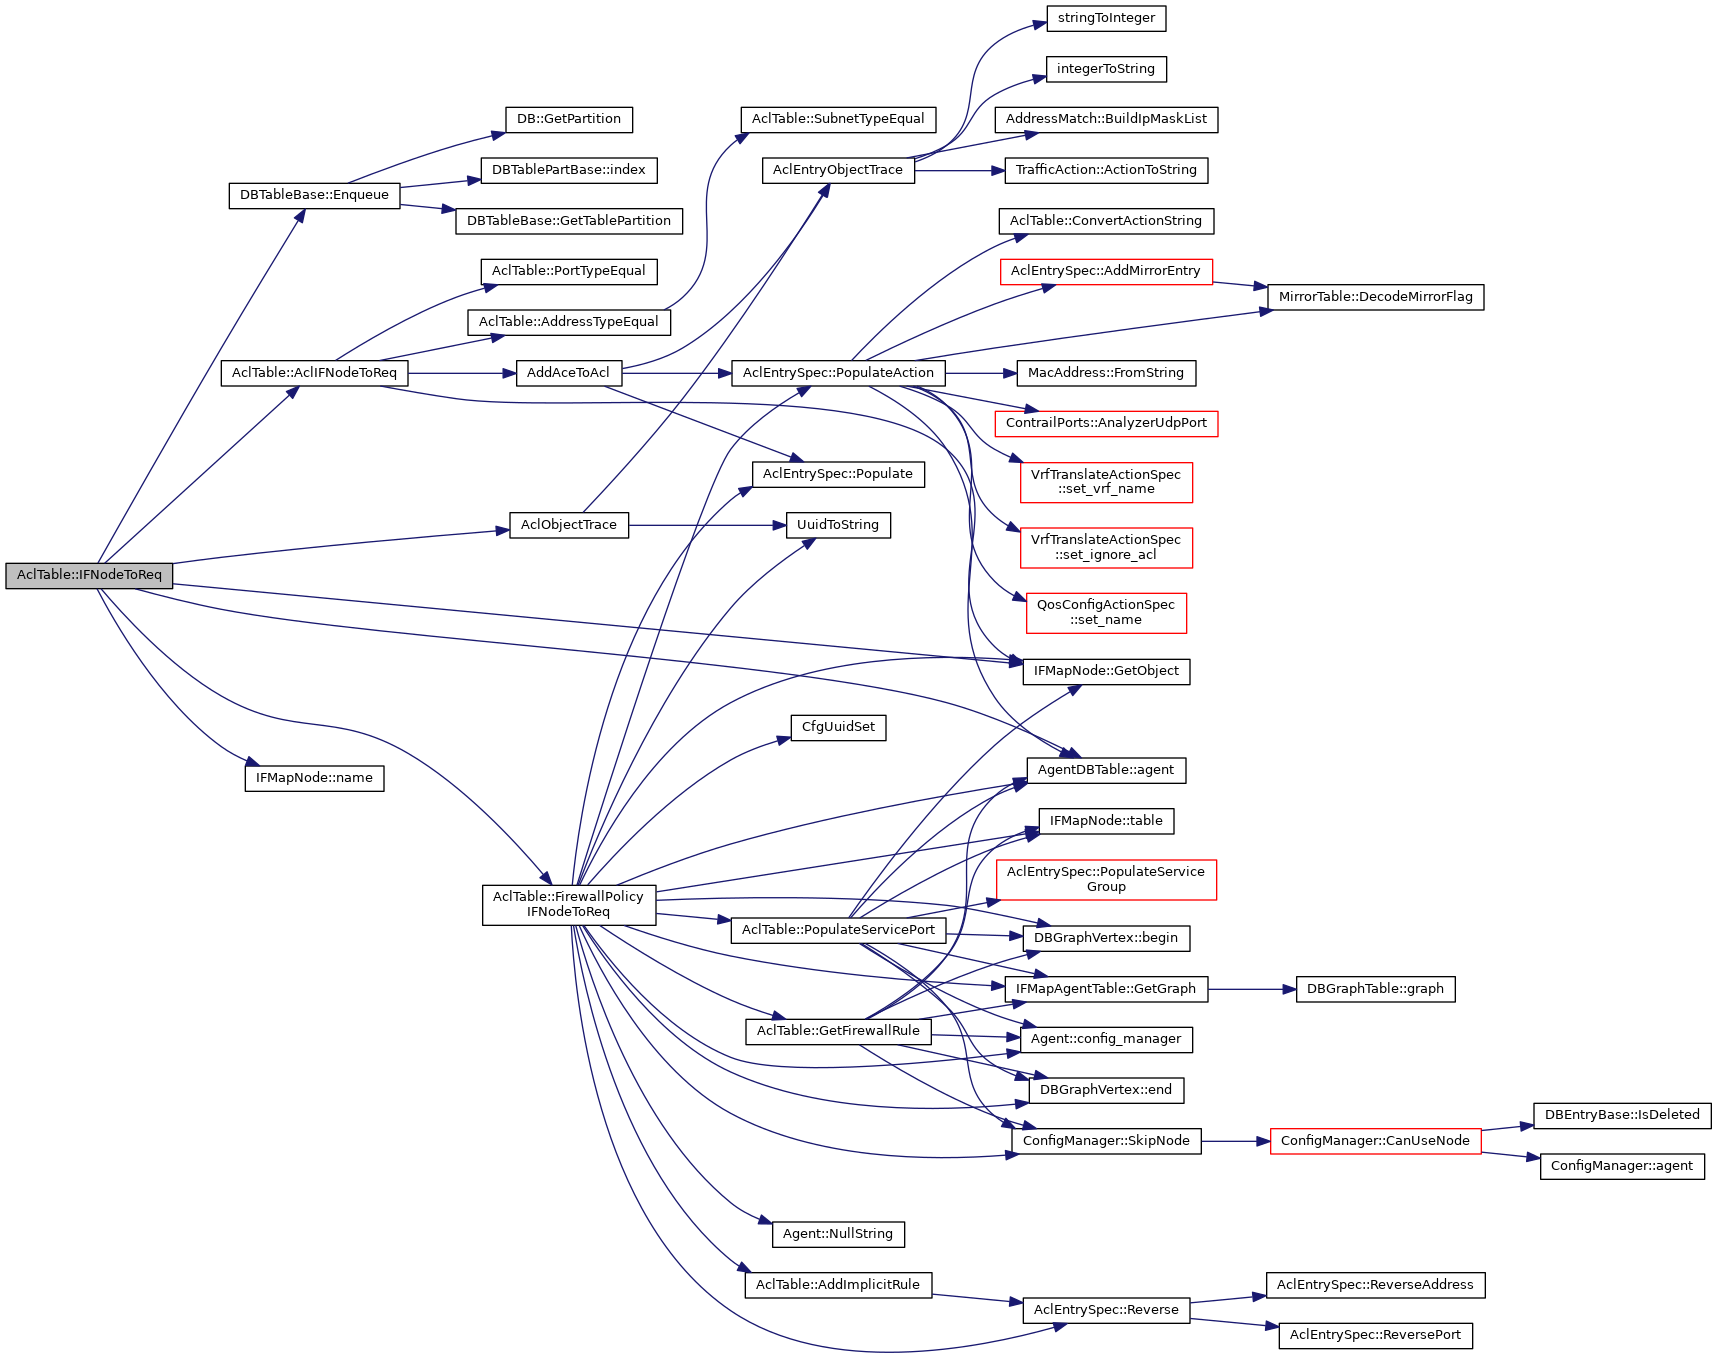 stringToInteger
integerToString
DB::GetPartition
AclTable::SubnetTypeEqual
AddressMatch::BuildIpMaskList
DBTablePartBase::index
AclEntryObjectTrace
TrafficAction::ActionToString
DBTableBase::Enqueue
DBTableBase::GetTablePartition
AclTable::ConvertActionString
AclTable::PortTypeEqual
AclEntrySpec::AddMirrorEntry
MirrorTable::DecodeMirrorFlag
AclTable::AddressTypeEqual
AclTable::AclIFNodeToReq
AddAceToAcl
AclEntrySpec::PopulateAction
MacAddress::FromString
ContrailPorts::AnalyzerUdpPort
AclEntrySpec::Populate
VrfTranslateActionSpec
::set_vrf_name
AclObjectTrace
UuidToString
VrfTranslateActionSpec
::set_ignore_acl
AclTable::IFNodeToReq
QosConfigActionSpec
::set_name
IFMapNode::GetObject
CfgUuidSet
IFMapNode::name
AgentDBTable::agent
IFMapNode::table
AclEntrySpec::PopulateService
Group
AclTable::FirewallPolicy
IFNodeToReq
AclTable::PopulateServicePort
DBGraphVertex::begin
IFMapAgentTable::GetGraph
DBGraphTable::graph
AclTable::GetFirewallRule
Agent::config_manager
DBGraphVertex::end
ConfigManager::SkipNode
ConfigManager::CanUseNode
DBEntryBase::IsDeleted
ConfigManager::agent
Agent::NullString
AclTable::AddImplicitRule
AclEntrySpec::Reverse
AclEntrySpec::ReverseAddress
AclEntrySpec::ReversePort